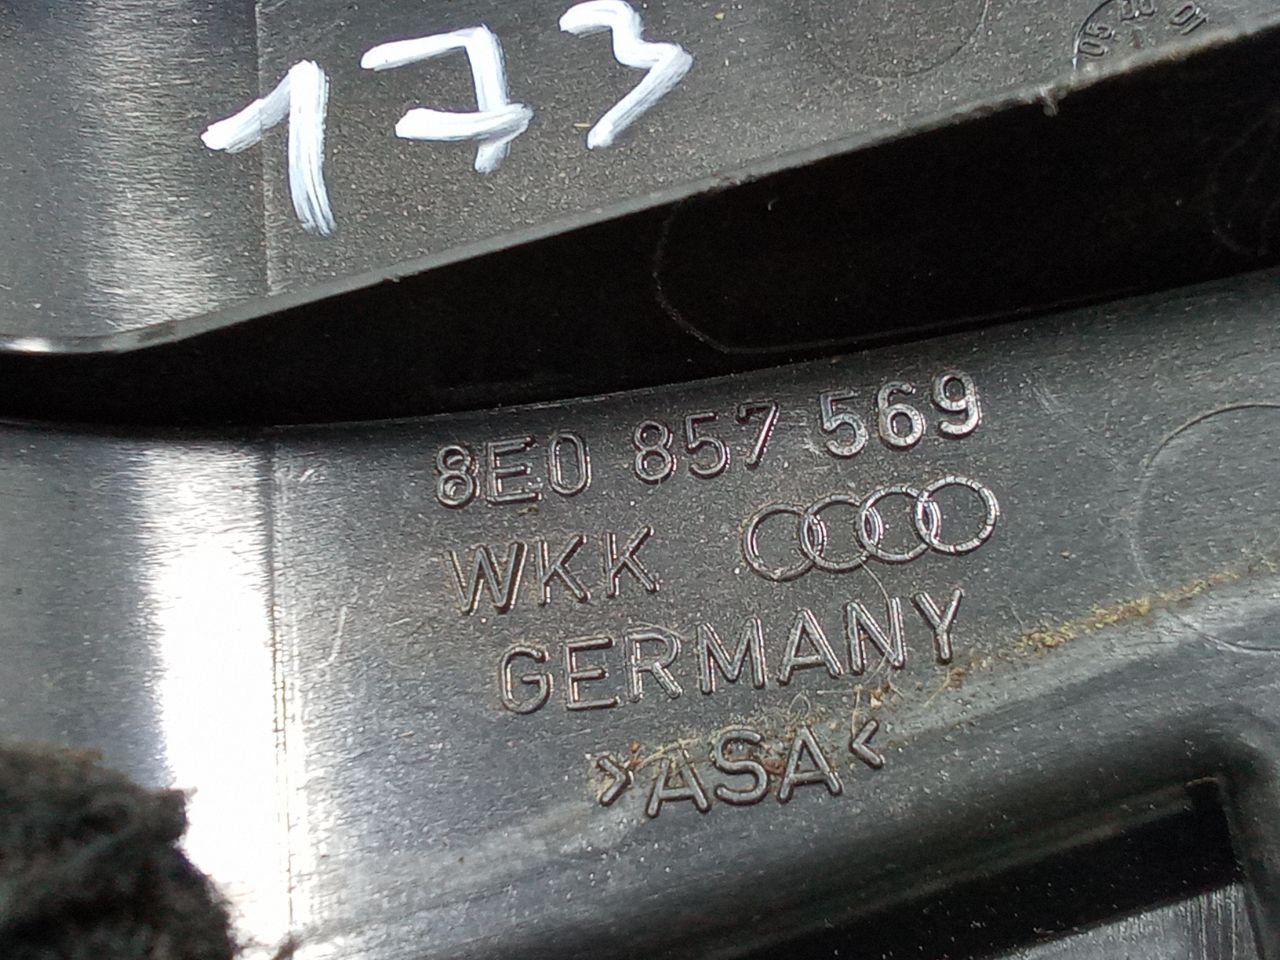 173
8E0 857 569
WKK
GERMANY
>ASA<